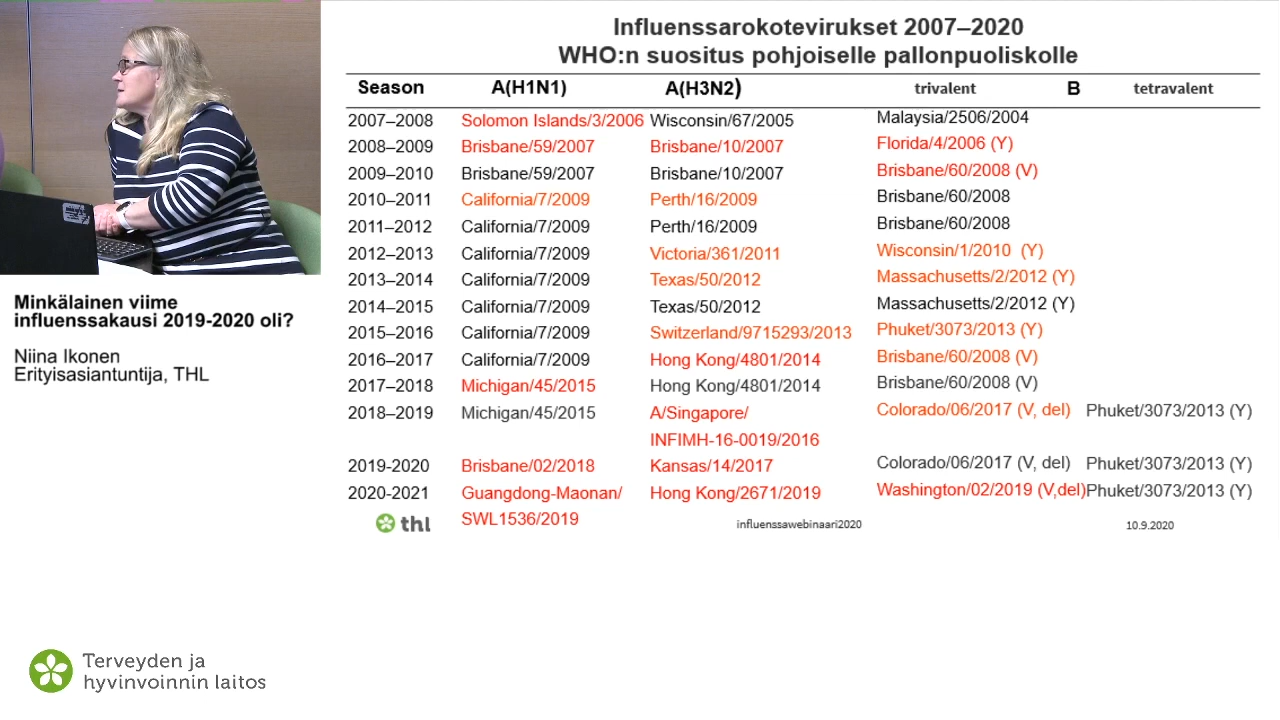 Influenssarokotevirukset 2007–2020
WHO:n suositus pohjoiselle pallonpuoliskolle
Season A(H1N1) A(H3N2) trivalent B tetravalent
2007–2008 Solomon Islands/3/2006 Wisconsin/67/2005 Malaysia/2506/2004
2008–2009 Brisbane/59/2007 Brisbane/10/2007 Florida/4/2006 (Y)
2009–2010 Brisbane/59/2007 Brisbane/10/2007 Brisbane/60/2008 (V)
2010–2011 California/7/2009 Perth/16/2009 Brisbane/60/2008
2011–2012 California/7/2009 Perth/16/2009 Brisbane/60/2008
2012–2013 California/7/2009 Victoria/361/2011 Wisconsin/1/2010 (Y)
2013–2014 California/7/2009 Texas/50/2012 Massachusetts/2/2012 (Y)
2014–2015 California/7/2009 Texas/50/2012 Massachusetts/2/2012 (Y)
2015–2016 California/7/2009 Switzerland/9715293/2013 Phuket/3073/2013 (Y)
2016–2017 California/7/2009 Hong Kong/4801/2014 Brisbane/60/2008 (V)
2017–2018 Michigan/45/2015 Hong Kong/4801/2014 Brisbane/60/2008 (V)
2018–2019 Michigan/45/2015 A/Singapore/ Colorado/06/2017 (V, del) Phuket/3073/2013 (Y)
INFIMH-16-0019/2016
2019-2020 Brisbane/02/2018 Kansas/14/2017 Colorado/06/2017 (V, del) Phuket/3073/2013 (Y)
2020-2021 Guangdong-Maonan/ Hong Kong/2671/2019 Washington/02/2019 (V,del) Phuket/3073/2013 (Y)
SWL1536/2019
thl influenssawebinaari2020 10.9.2020
Minkälainen viime
influenssakausi 2019-2020 oli?
Niina Ikonen
Erityisasiantuntija, THL
Terveyden ja
hyvinvoinnin laitos